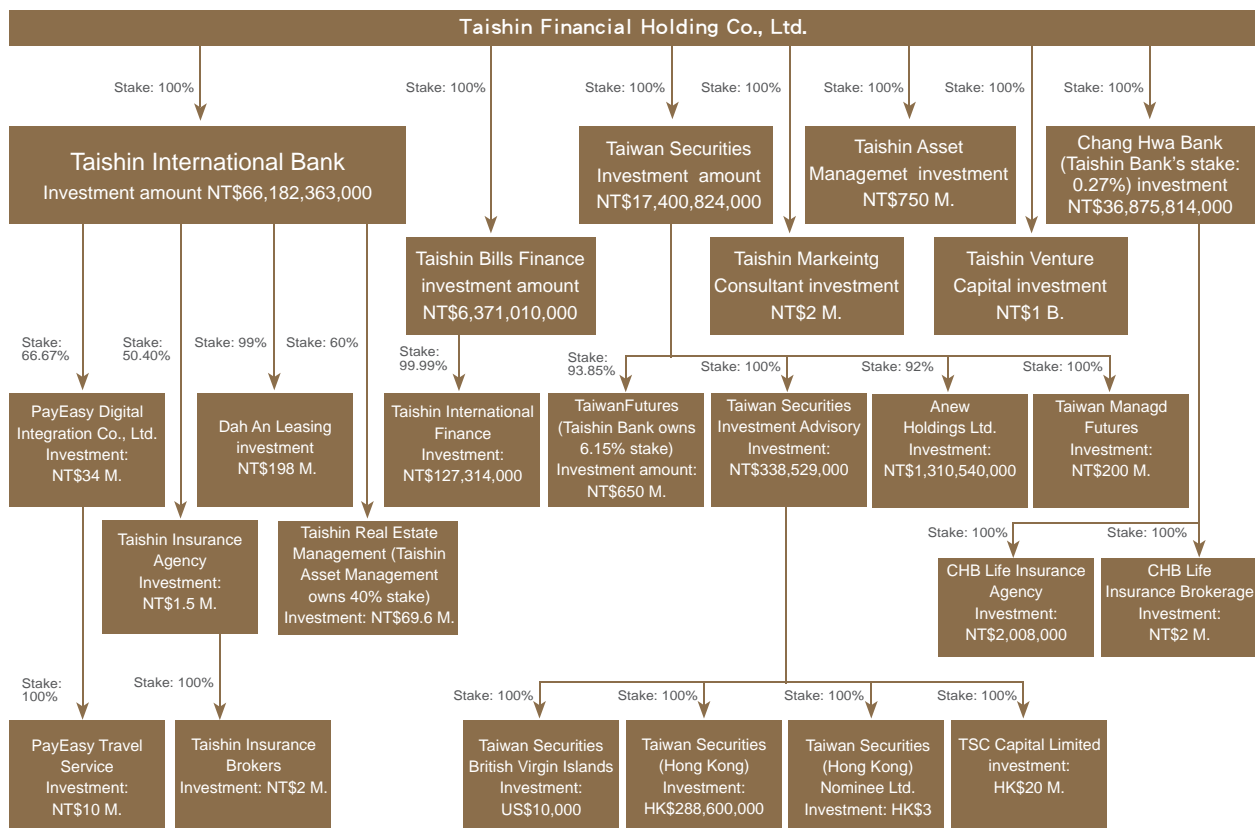 Taishin Financial Holding Co., Ltd.
Stake: 100%
Stake: 100%
Stake: 100%
Stake: 100%
Stake: 100%
Stake: 100%
Stake: 100%
Taishin International Bank
Investment amount NT$66,182,363,000
Taiwan Securities
Investment amount
NT$17,400,824,000
Taishin Asset
Managemet investment
NT$750 M.
Chang Hwa Bank
(Taishin Bank's stake:
0.27%) investment
NT$36,875,814,000
Taishin Bills Finance
investment amount
NT$6,371,010,000
Taishin Markeintg
Consultant investment
NT$2 M.
Taishin Venture
Capital investment
NT$1 B.
Stake:
66.67%
Stake:
50.40%
Stake: 99%
Stake: 60%
Stake:
99.99%
Stake:
93.85%
Stake: 100%
Stake: 92%
Stake: 100%
PayEasy Digital
Integration Co., Ltd.
Investment:
NT$34 M.
Dah An Leasing
investment
NT$198 M.
Taishin International
Finance
Investment:
NT$127,314,000
TaiwanFutures
(Taishin Bank owns
6.15% stake)
Investment amount:
NT$650 M.
Taiwan Securities
Investment Advisory
Investment:
NT$338,529,000
Anew
Holdings Ltd.
Investment:
NT$1,310,540,000
Taiwan Managd
Futures
Investment:
NT$200 M.
Taishin Insurance
Agency
Investment:
NT$1.5 M.
Taishin Real Estate
Management (Taishin
Asset Management
owns 40% stake)
Investment: NT$69.6 M.
Stake: 100%
Stake: 100%
CHB Life Insurance
Agency
Investment:
NT$2,008,000
CHB Life
Insurance Brokerage
Investment:
NT$2 M.
Stake:
100%
Stake: 100%
Stake: 100%
Stake: 100%
Stake: 100%
Stake: 100%
PayEasy Travel
Service
Investment:
NT$10 M.
Taishin Insurance
Brokers
Investment: NT$2 M.
Taiwan Securities
British Virgin Islands
Investment:
US$10,000
Taiwan Securities
(Hong Kong)
Investment:
HK$288,600,000
Taiwan Securities
(Hong Kong)
Nominee Ltd.
Investment: HK$3
TSC Capital Limited
investment:
HK$20 M.